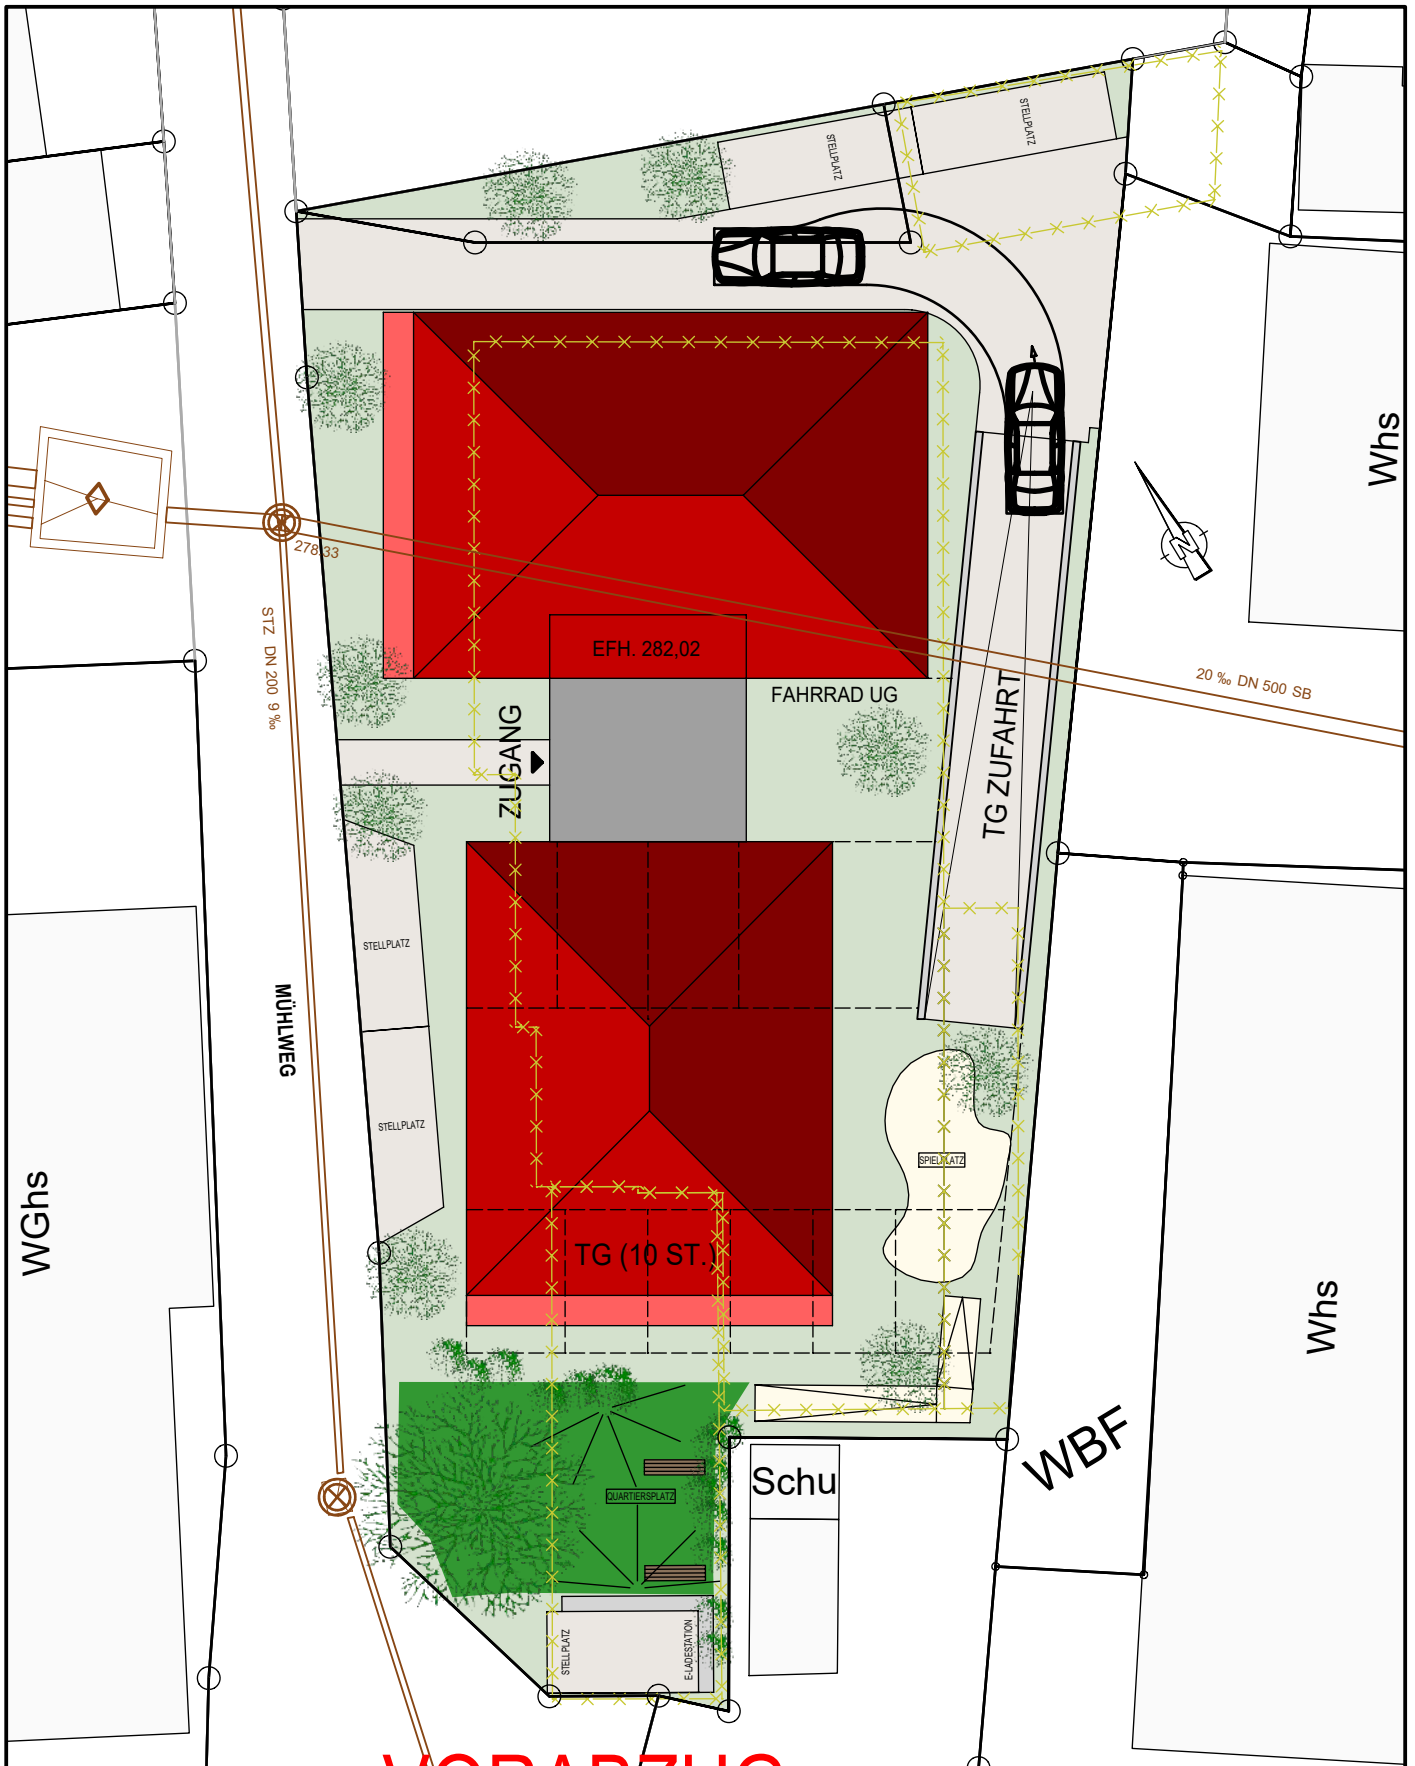 STELLPLATZ
STELLPLATZ
Whs
N
278.33
STZ DN 200 9 ‰
EFH. 282,02
20 ‰ DN 500 SB
FAHRRAD UG
ZUGANG
TG ZUFAHRT
STELLPLATZ
MÜHLWEG
STELLPLATZ
SPIELPLATZ
WGhs
TG (10 ST.)
Whs
WBF
Schu
QUARTIERSPLATZ
STELLPLATZ
E-LADESTATION
VORABZUG